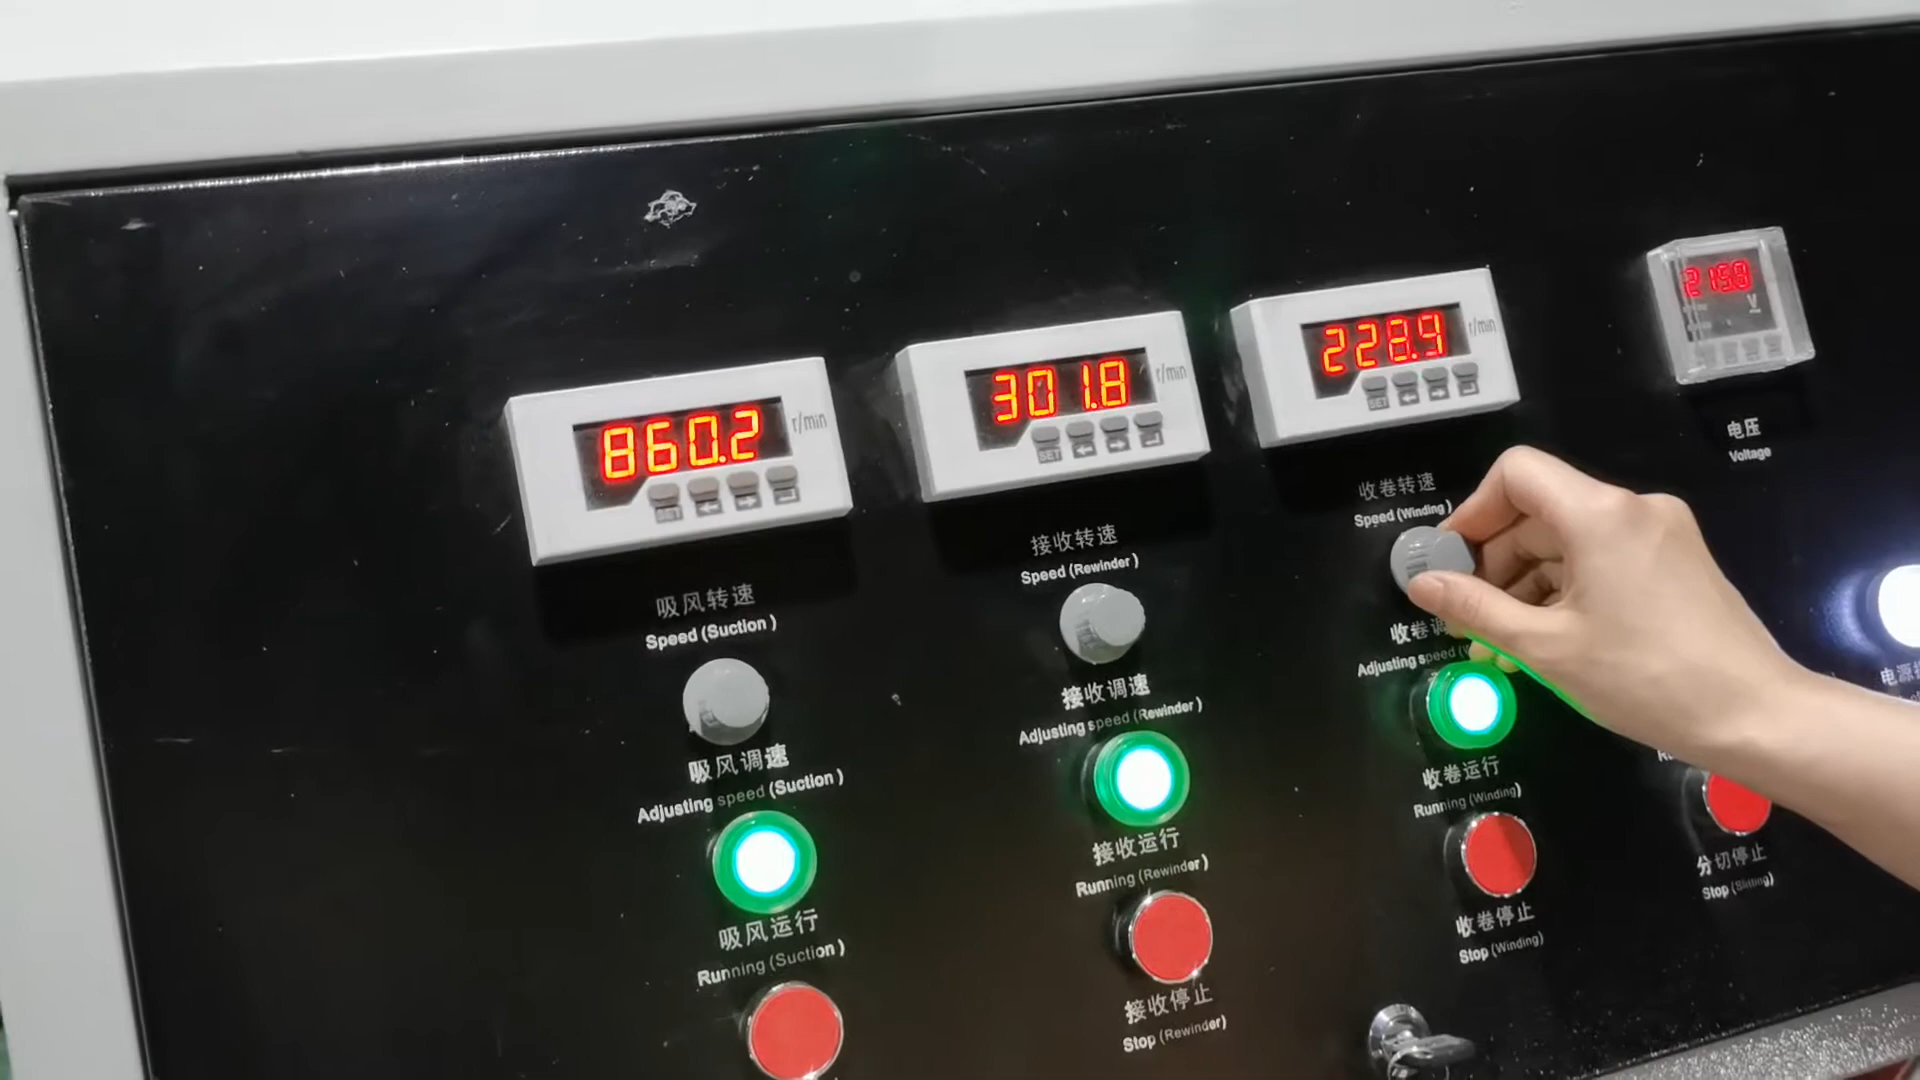 860.2 r/min
SET
吸风转速
Speed (Suction)
吸风调速
Adjusting speed (Suction)
吸风运行
Running (Suction)
301.8 r/min
SET
接收转速
Speed (Rewinder)
接收调速
Adjusting speed (Rewinder)
接收运行
Running (Rewinder)
接收停止
Stop (Rewinder)
228.9 r/min
SET
收卷转速
Speed (Winding)
收卷调
Adjusting speed
收卷运行
Running (Winding)
收卷停止
Stop (Winding)
V
电压
Voltage
电源
分切停止
Stop (Slitting)